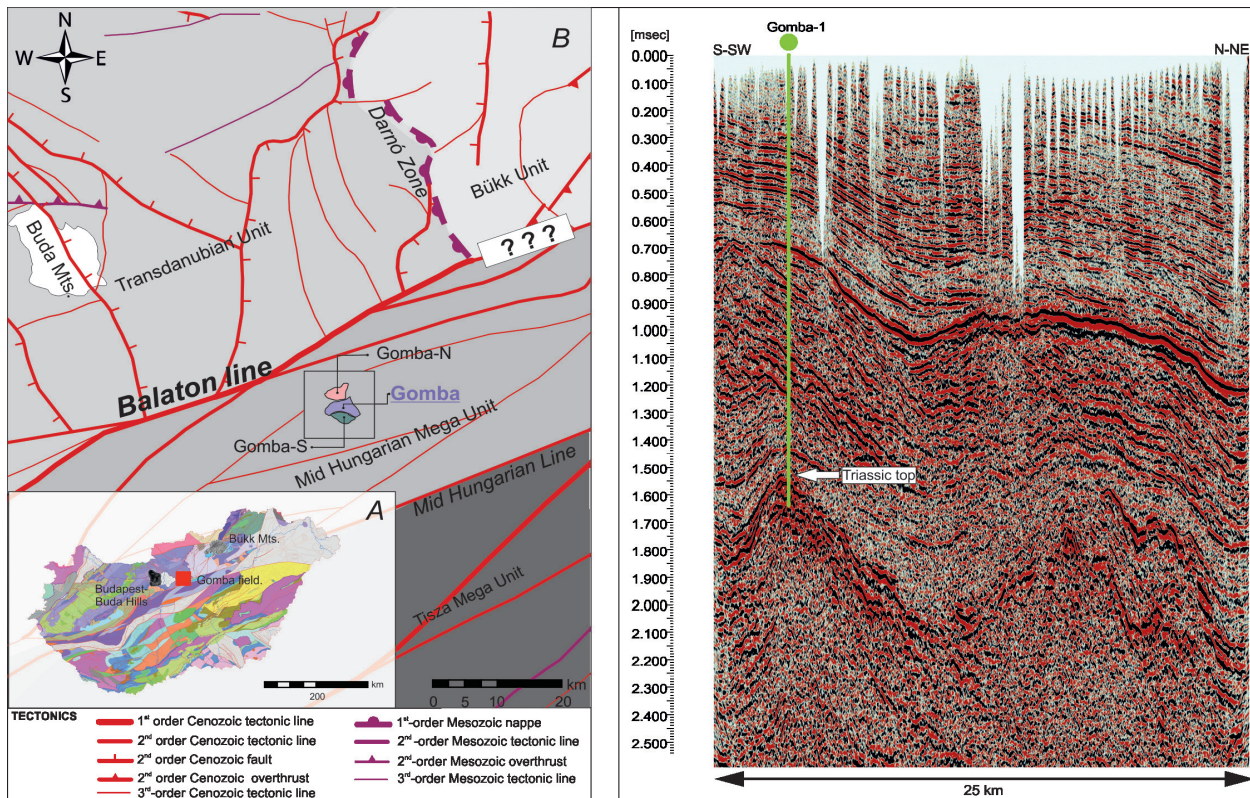 N
W E
S
B
Darnó Zone
Bükk Unit
? ? ?
Buda Mts.
Transdanubian Unit
Balaton line
Gomba-N
Gomba
Gomba-S
Mid Hungarian Mega Unit
Mid Hungarian Line
Tisza Mega Unit
A
Bükk Mts.
Gomba field.
Budapest-
Buda Hills
km
200
km
0 5 10 20
TECTONICS
1st order Cenozoic tectonic line
2nd order Cenozoic tectonic line
2nd order Cenozoic fault
2nd order Cenozoic overthrust
3rd-order Cenozoic tectonic line
1st-order Mesozoic nappe
2nd-order Mesozoic tectonic line
2nd-order Mesozoic overthrust
3rd-order Mesozoic tectonic line
Gomba-1
[msec]
S-SW N-NE
0.000
0.100
0.200
0.300
0.400
0.500
0.600
0.700
0.800
0.900
1.000
1.100
1.200
1.300
1.400
1.500
1.600
1.700
1.800
1.900
2.000
2.100
2.200
2.300
2.400
2.500
Triassic top
25 km